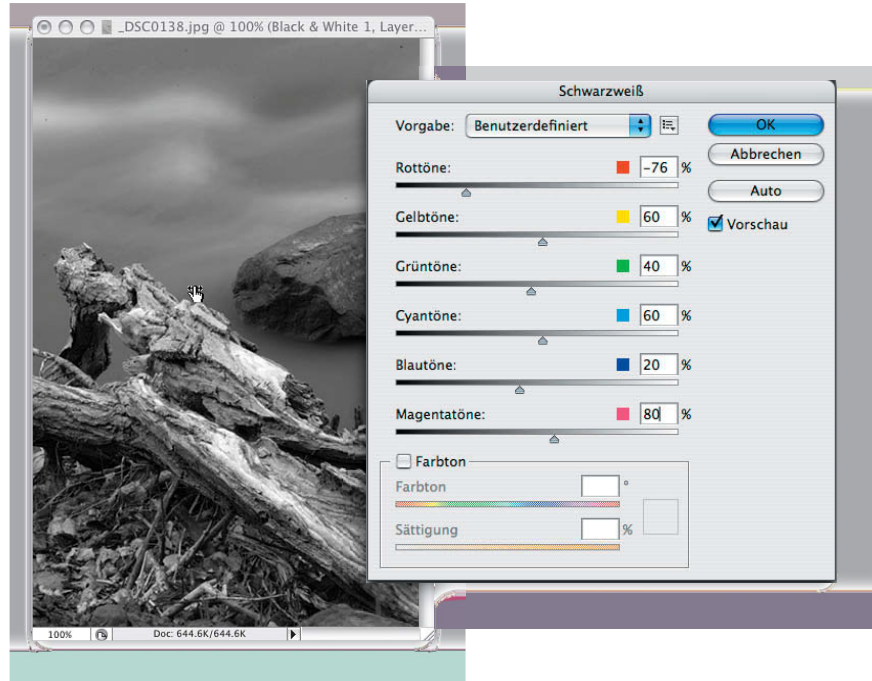 _DSC0138.jpg @ 100% (Black & White 1, Layer...
100%
Doc: 644.6K/644.6K
Schwarzweiß
Vorgabe: Benutzerdefiniert
OK
Abbrechen
Auto
Vorschau
Rottöne: -76 %
Gelbtöne: 60 %
Grüntöne: 40 %
Cyantöne: 60 %
Blautöne: 20 %
Magentatöne: 80 %
Farbton
Farbton °
Sättigung %